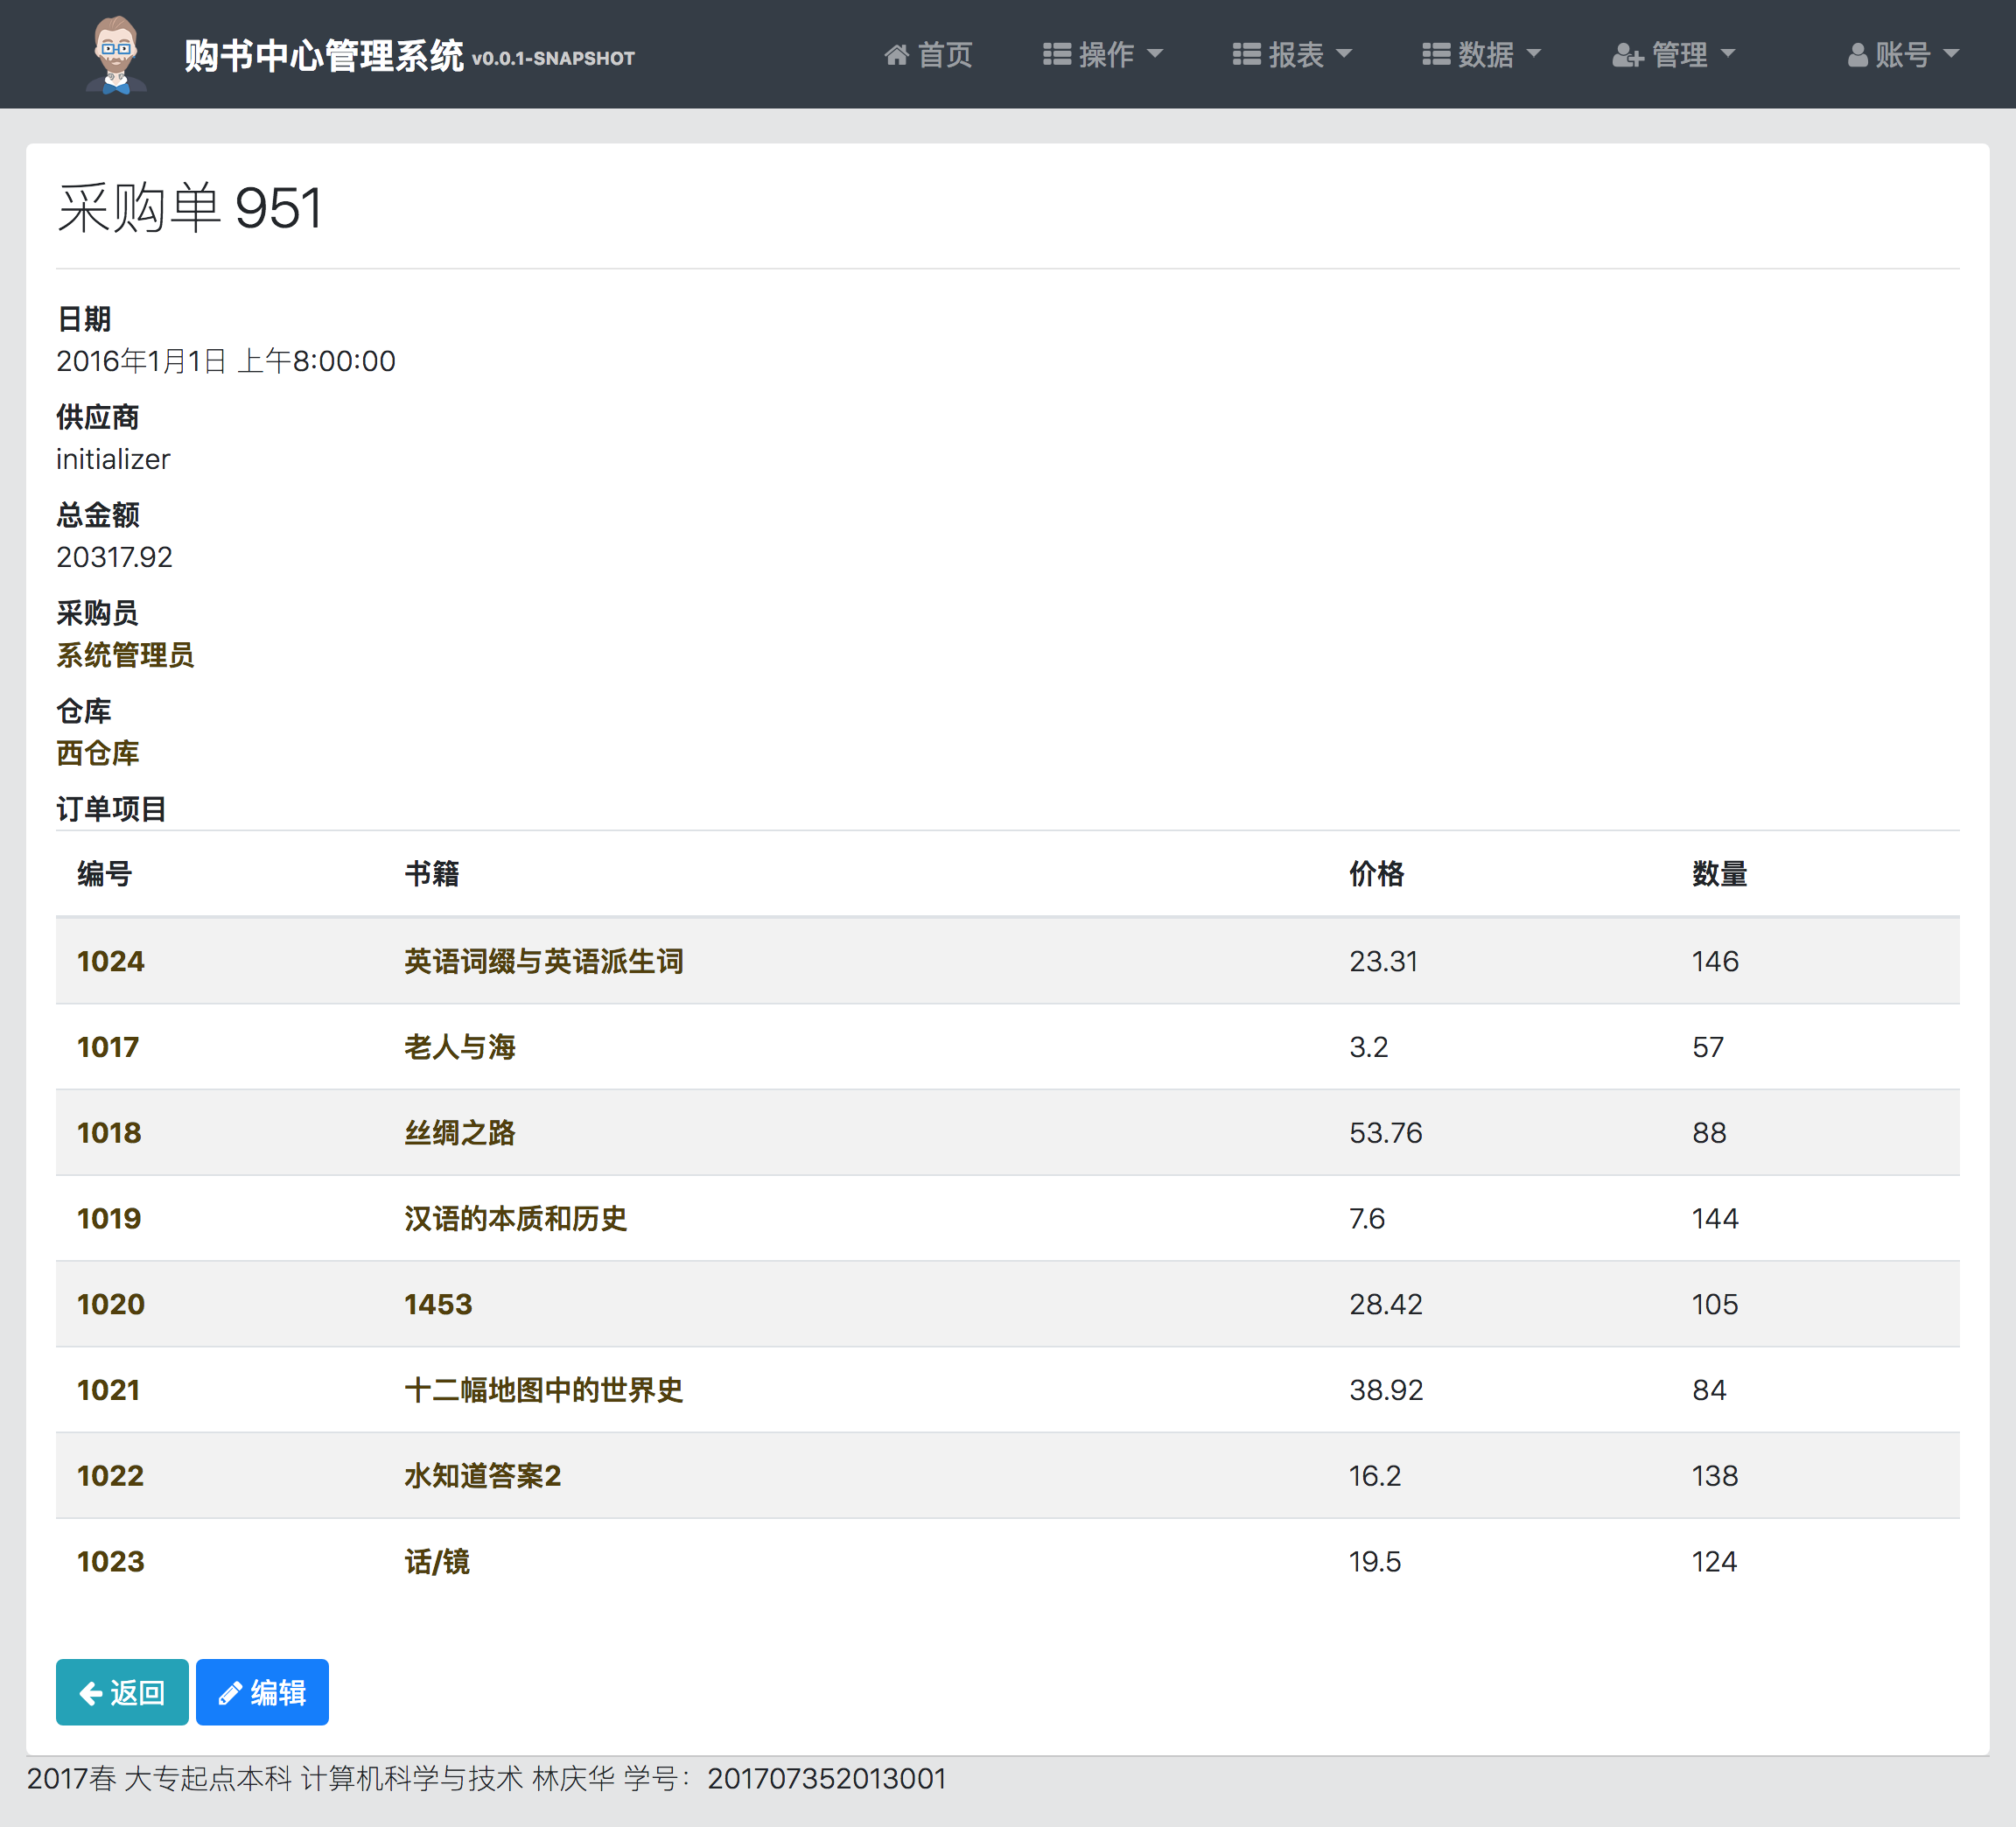 购书中心管理系统 v0.0.1-SNAPSHOT 首页 操作 报表 数据 管理 账号
采购单 951
日期
2016年1月1日 上午8:00:00
供应商
initializer
总金额
20317.92
采购员
系统管理员
仓库
西仓库
订单项目
编号 书籍 价格 数量
1024 英语词缀与英语派生词 23.31 146
1017 老人与海 3.2 57
1018 丝绸之路 53.76 88
1019 汉语的本质和历史 7.6 144
1020 1453 28.42 105
1021 十二幅地图中的世界史 38.92 84
1022 水知道答案2 16.2 138
1023 话/镜 19.5 124
返回 编辑
2017春 大专起点本科 计算机科学与技术 林庆华 学号：201707352013001